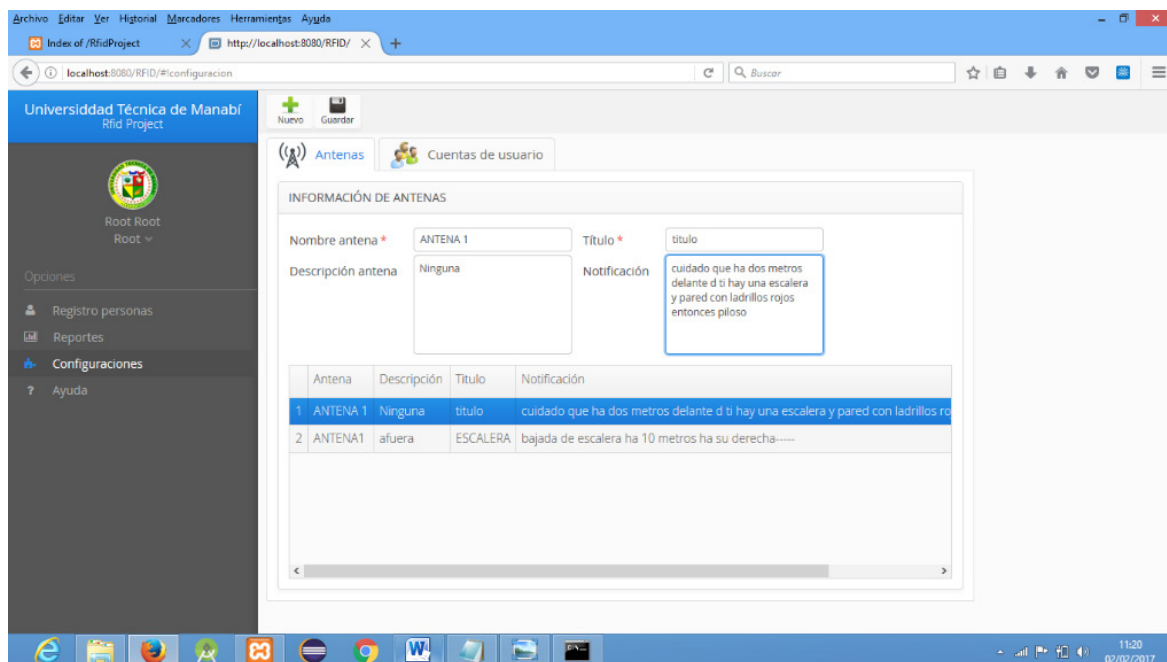 Archivo Editar Ver Historial Marcadores Herramientas Ayuda
Index of /RfidProject
http://localhost:8080/RFID/
localhost:8080/RFID/#!configuracion
Buscar
Universiddad Técnica de Manabí
Rfid Project
Nuevo Guardar
Antenas Cuentas de usuario
Root Root
Root
Opciones
Registro personas
Reportes
Configuraciones
? Ayuda
INFORMACIÓN DE ANTENAS
Nombre antena * ANTENA 1 Título * titulo
Descripción antena Ninguna
Notificación
cuidado que ha dos metros
delante d ti hay una escalera
y pared con ladrillos rojos
entonces piloso
Antena Descripción Titulo Notificación
1 ANTENA 1 Ninguna titulo cuidado que ha dos metros delante d ti hay una escalera y pared con ladrillos ro
2 ANTENA1 afuera ESCALERA bajada de escalera ha 10 metros ha su derecha-----
11:20
02/02/2017